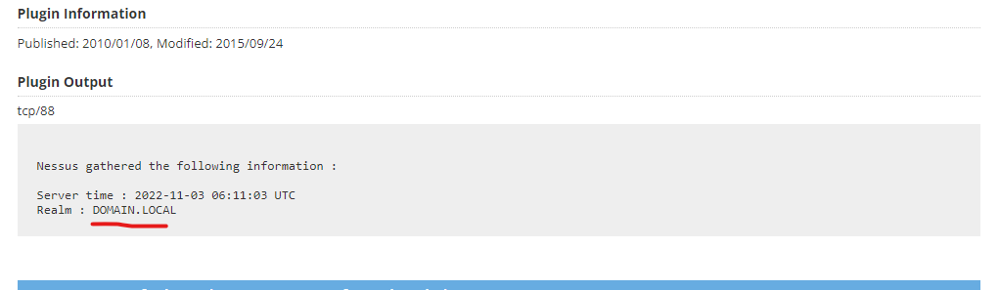 Plugin Information
Published: 2010/01/08, Modified: 2015/09/24
Plugin Output
tcp/88
Nessus gathered the following information :
Server time : 2022-11-03 06:11:03 UTC
Realm : DOMAIN.LOCAL